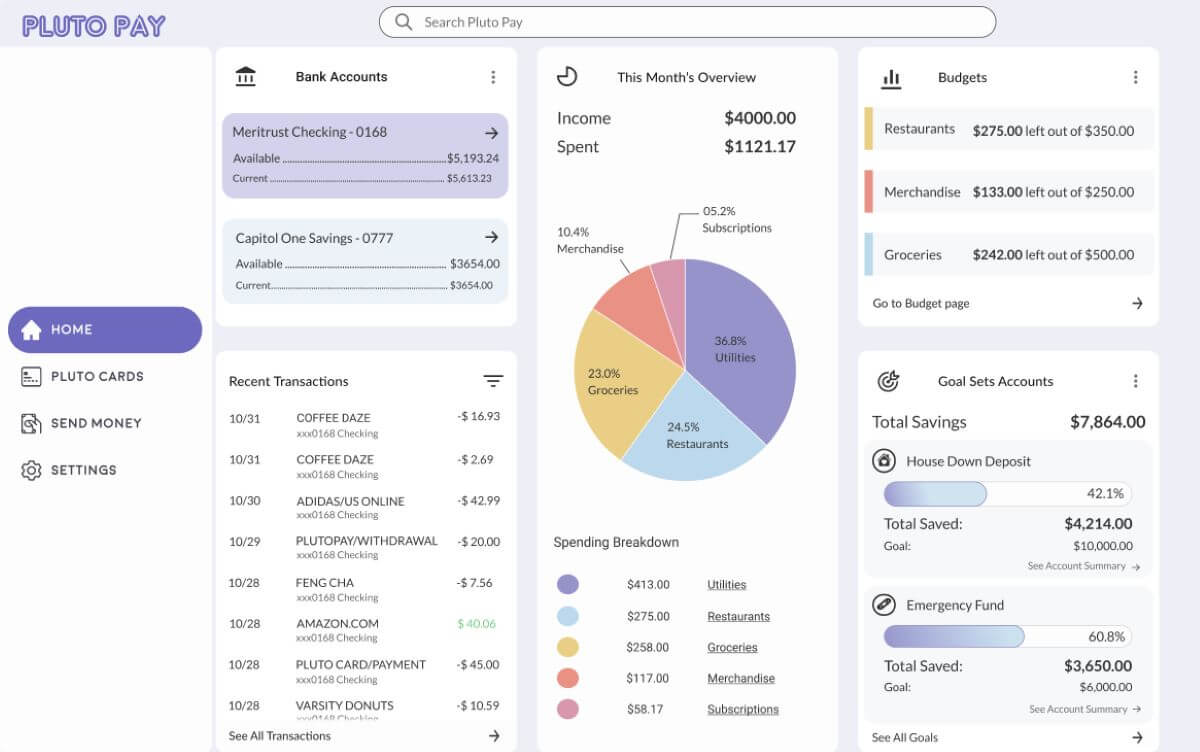 PLUTO PAY
Search Pluto Pay
HOME
PLUTO CARDS
SEND MONEY
SETTINGS
Bank Accounts
Meritrust Checking - 0168
Available $5,193.24
Current $5,613.23
Capitol One Savings - 0777
Available $3654.00
Current $3654.00
Recent Transactions
10/31 COFFEE DAZE -$ 16.93
xxx0168 Checking
10/31 COFFEE DAZE -$ 2.69
xxx0168 Checking
10/30 ADIDAS/US ONLINE -$ 42.99
xxx0168 Checking
10/29 PLUTOPAY/WITHDRAWAL -$ 20.00
xxx0168 Checking
10/28 FENG CHA -$ 7.56
xxx0168 Checking
10/28 AMAZON.COM $ 40.06
xxx0168 Checking
10/28 PLUTO CARD/PAYMENT -$ 45.00
xxx0168 Checking
10/28 VARSITY DONUTS -$ 10.59
xxx0168 Checking
See All Transactions
This Month's Overview
Income $4000.00
Spent $1121.17
05.2%
Subscriptions
10.4%
Merchandise
36.8%
Utilities
23.0%
Groceries
24.5%
Restaurants
Spending Breakdown
$413.00 Utilities
$275.00 Restaurants
$258.00 Groceries
$117.00 Merchandise
$58.17 Subscriptions
Budgets
Restaurants $275.00 left out of $350.00
Merchandise $133.00 left out of $250.00
Groceries $242.00 left out of $500.00
Go to Budget page
Goal Sets Accounts
Total Savings $7,864.00
House Down Deposit
42.1%
Total Saved: $4,214.00
Goal: $10,000.00
See Account Summary
Emergency Fund
60.8%
Total Saved: $3,650.00
Goal: $6,000.00
See Account Summary
See All Goals